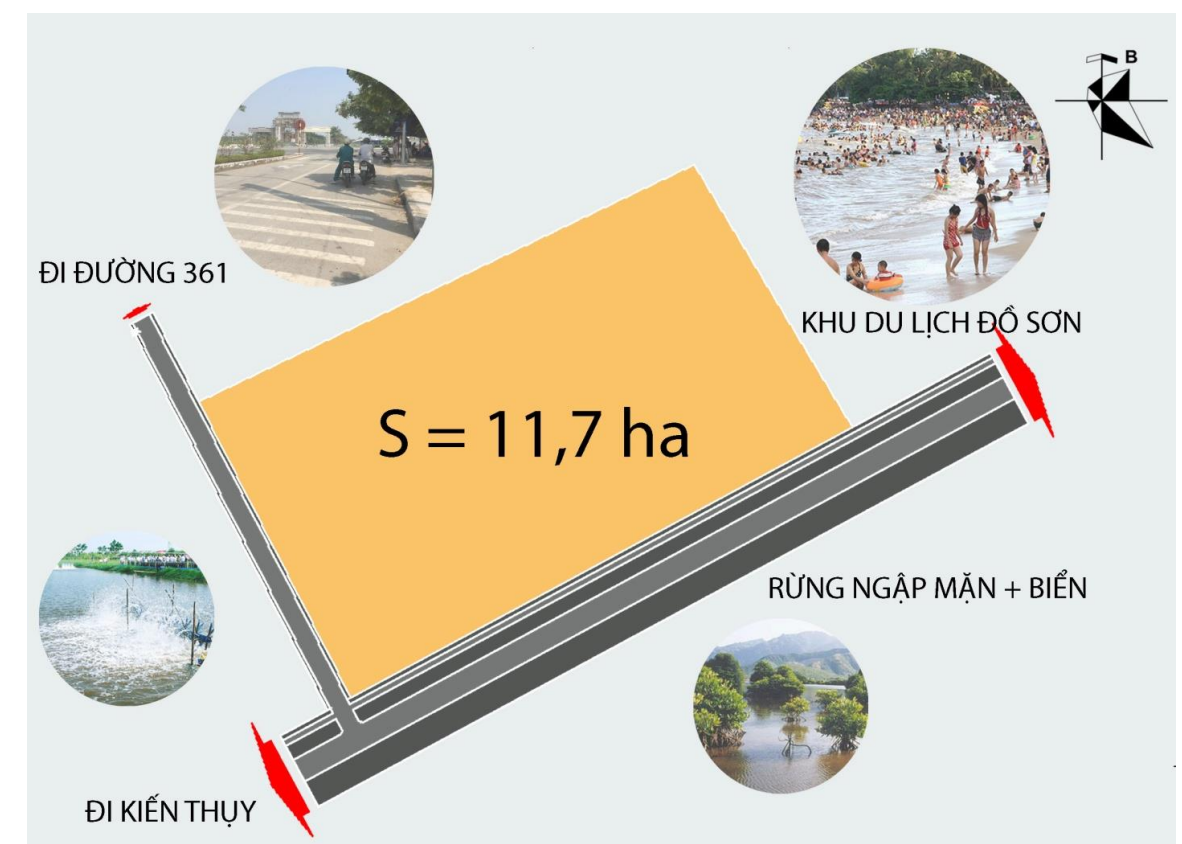 B
ĐI ĐƯỜNG 361
KHU DU LỊCH ĐỒ SƠN
S = 11,7 ha
RỪNG NGẬP MẶN + BIỂN
ĐI KIẾN THỤY